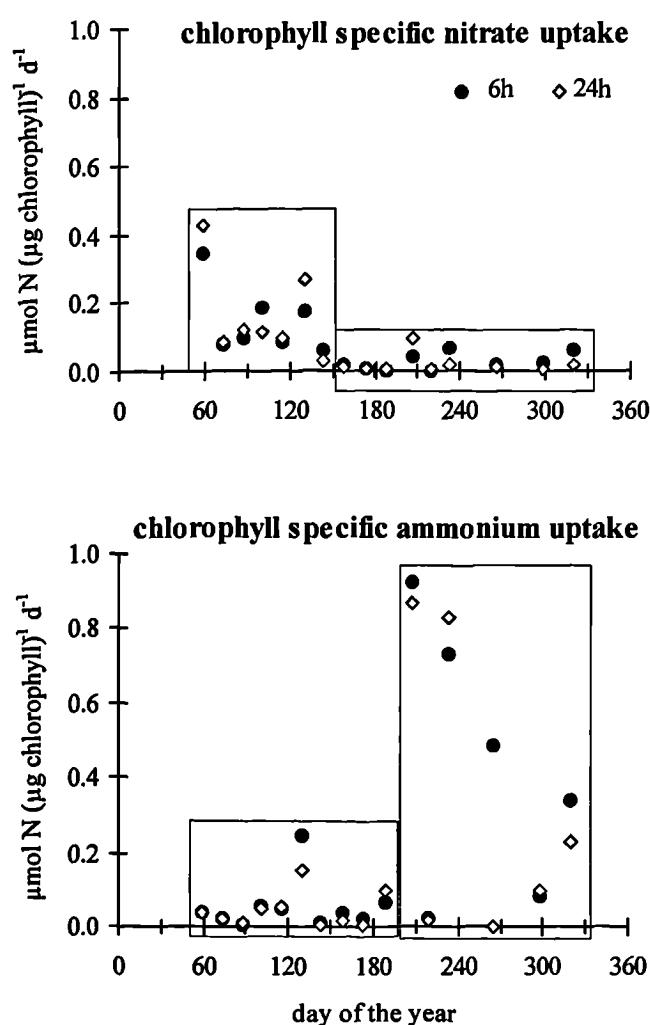 chlorophyll specific nitrate uptake
6h 24h
µmol N (µg chlorophyll)⁻¹ d⁻¹
1.0
0.8
0.6
0.4
0.2
0.0
0 60 120 180 240 300 360
chlorophyll specific ammonium uptake
µmol N (µg chlorophyll)⁻¹ d⁻¹
1.0
0.8
0.6
0.4
0.2
0.0
0 60 120 180 240 300 360
day of the year